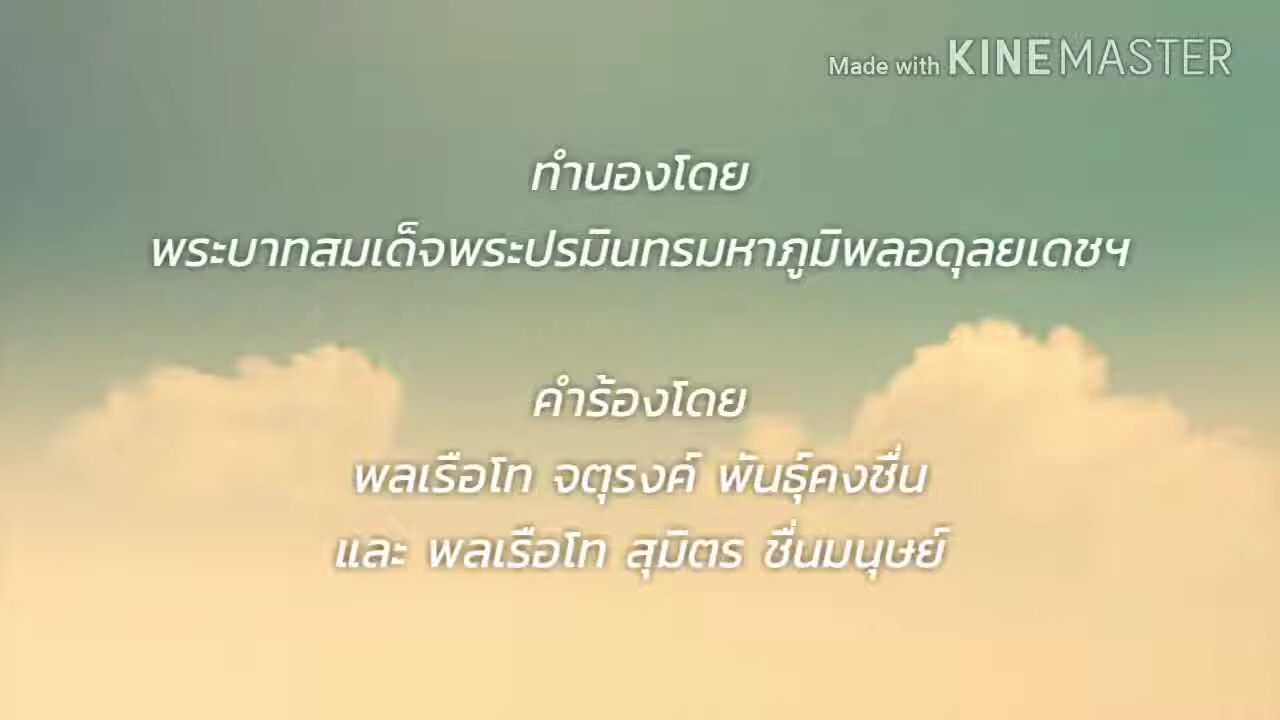 Made with KINEMASTER
ทำนองโดย
พระบาทสมเด็จพระปรมินทรมหาภูมิพลอดุลยเดชฯ
คำร้องโดย
พลเรือโท จตุรงค์ พันธุ์คงชื่น
และ พลเรือโท สุมิตร ชื่นมนุษย์